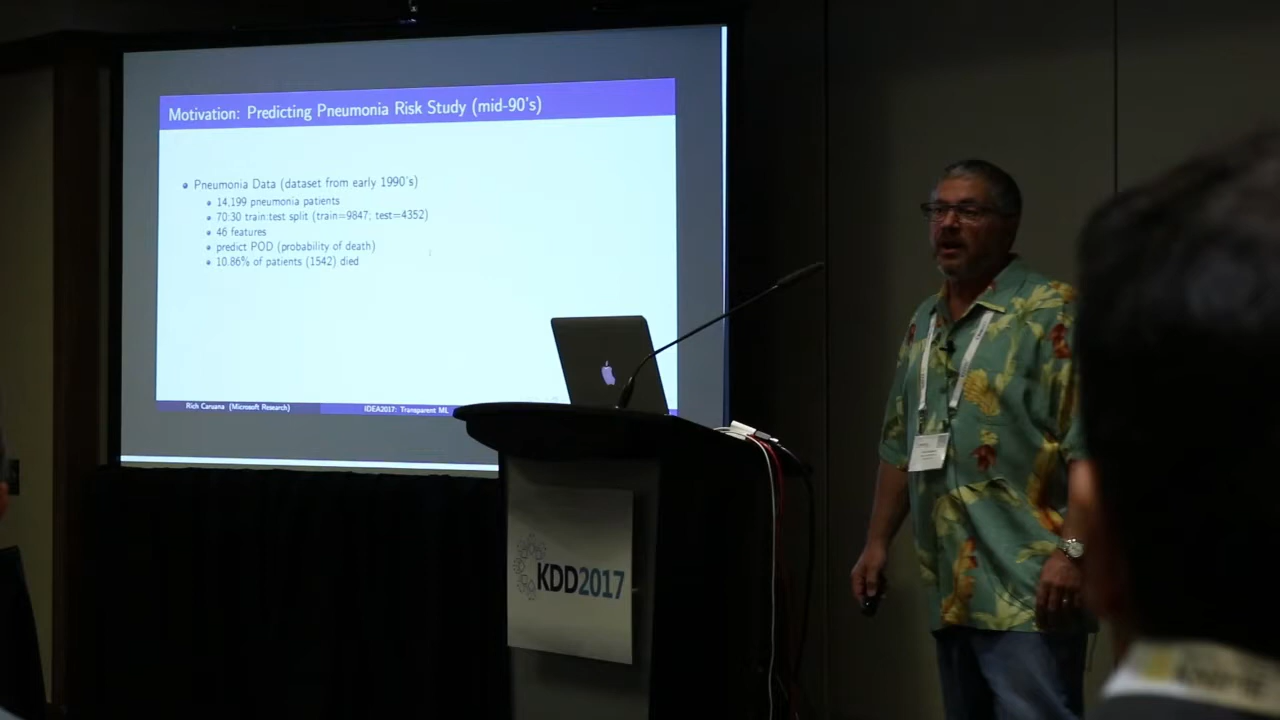 Motivation: Predicting Pneumonia Risk Study (mid-90's)
Pneumonia Data (dataset from early 1990's)
14,199 pneumonia patients
70:30 train:test split (train=9847; test=4352)
46 features
predict POD (probability of death)
10.86% of patients (1542) died
Rich Caruana (Microsoft Research)
IDEA2017: Transparent ML
KDD2017